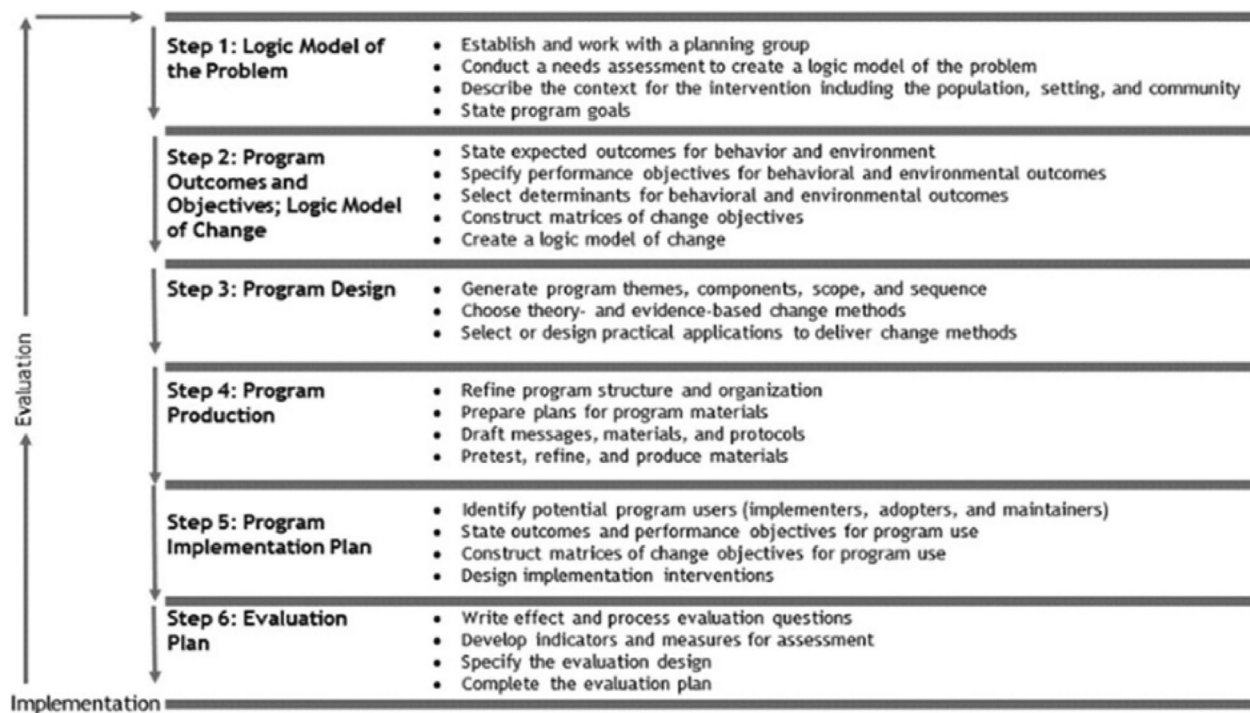 Step 1: Logic Model of
the Problem
• Establish and work with a planning group
• Conduct a needs assessment to create a logic model of the problem
• Describe the context for the intervention including the population, setting, and community
• State program goals
Step 2: Program
Outcomes and
Objectives; Logic Model
of Change
• State expected outcomes for behavior and environment
• Specify performance objectives for behavioral and environmental outcomes
• Select determinants for behavioral and environmental outcomes
• Construct matrices of change objectives
• Create a logic model of change
Step 3: Program Design
• Generate program themes, components, scope, and sequence
• Choose theory- and evidence-based change methods
• Select or design practical applications to deliver change methods
Step 4: Program
Production
• Refine program structure and organization
• Prepare plans for program materials
• Draft messages, materials, and protocols
• Pretest, refine, and produce materials
Step 5: Program
Implementation Plan
• Identify potential program users (implementers, adopters, and maintainers)
• State outcomes and performance objectives for program use
• Construct matrices of change objectives for program use
• Design implementation interventions
Step 6: Evaluation
Plan
• Write effect and process evaluation questions
• Develop indicators and measures for assessment
• Specify the evaluation design
• Complete the evaluation plan
Evaluation
Implementation